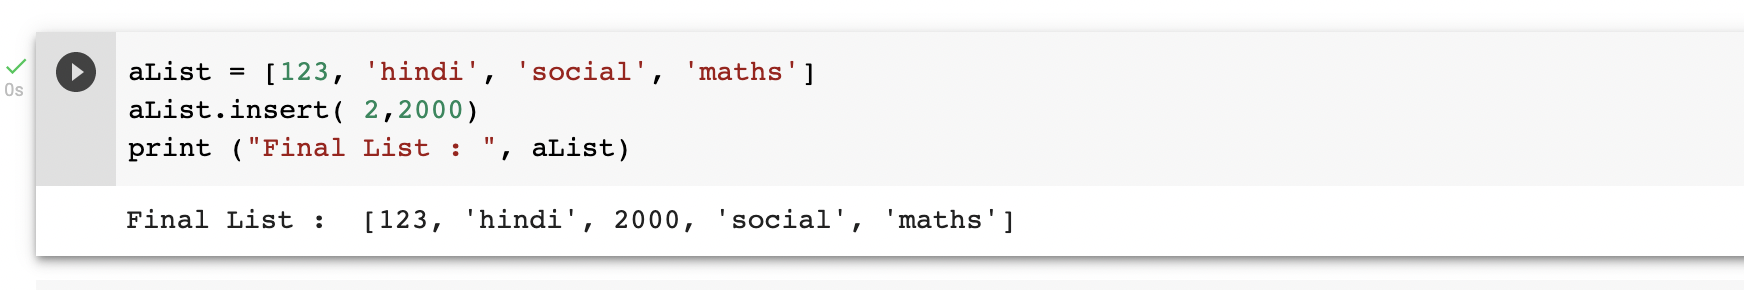 aList = [123, 'hindi', 'social', 'maths']
0s
aList.insert( 2,2000)
print ("Final List : ", aList)
Final List :  [123, 'hindi', 2000, 'social', 'maths']